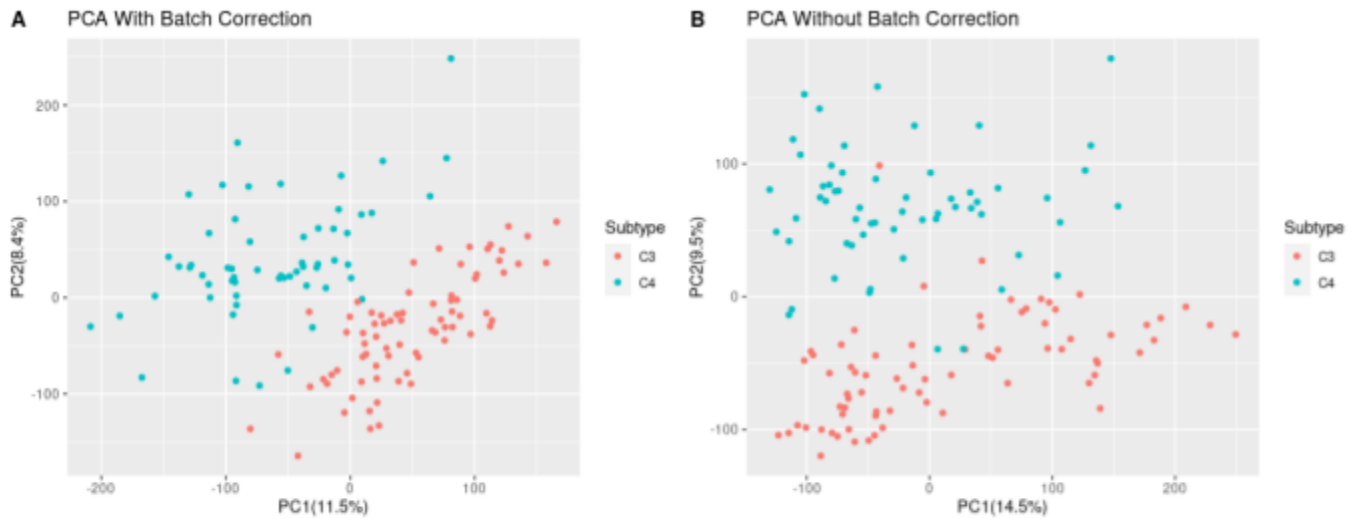 A PCA With Batch Correction
200
100
0
-100
PC2(8.4%)
-200 -100 0 100
PC1(11.5%)
Subtype
C3
C4
B PCA Without Batch Correction
100
0
-100
PC2(9.5%)
-100 0 100 200
PC1(14.5%)
Subtype
C3
C4